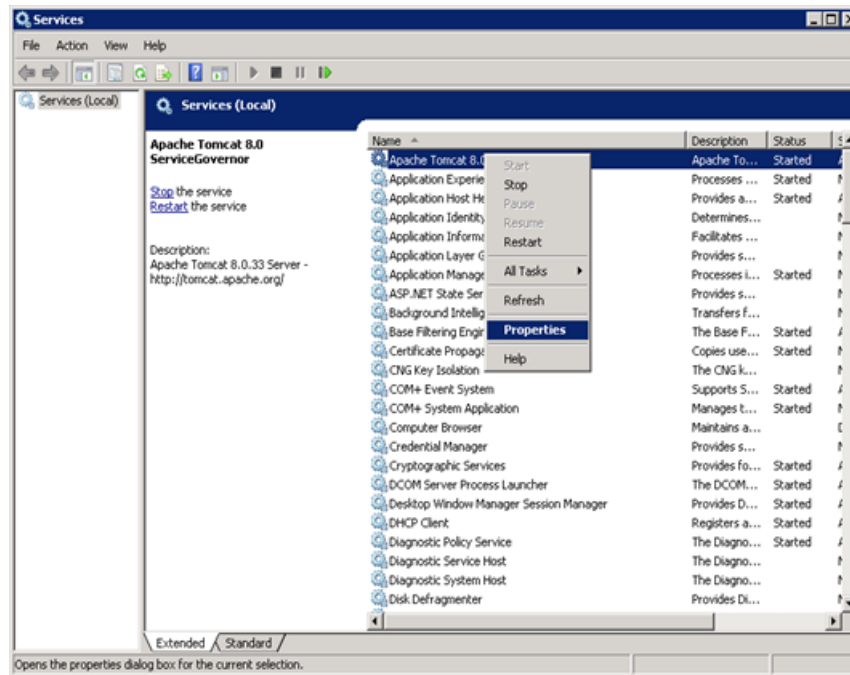 Services
File Action View Help
Services (Local)
Services (Local)
Apache Tomcat 8.0
ServiceGovernor
Stop the service
Restart the service
Description:
Apache Tomcat 8.0.33 Server -
http://tomcat.apache.org/
Name Description Status
Apache Tomcat 8.0 Apache To... Started
Application Experie Processes ... Started
Application Host He Provides a... Started
Application Identity Determines...
Application Informa Facilitates ...
Application Layer G Provides s...
Application Manage Processes i... Started
ASP.NET State Ser Provides s...
Background Intellig Transfers f...
Base Filtering Engir The Base F... Started
Certificate Propaga Copies use... Started
CNG Key Isolation The CNG k...
COM+ Event System Supports S... Started
COM+ System Application Manages t... Started
Computer Browser Maintains a...
Credential Manager Provides s...
Cryptographic Services Provides fo... Started
DCOM Server Process Launcher The DCOM... Started
Desktop Window Manager Session Manager Provides D... Started
DHCP Client Registers a... Started
Diagnostic Policy Service The Diagno... Started
Diagnostic Service Host The Diagno...
Diagnostic System Host The Diagno...
Disk Defragmenter Provides Di...
Start
Stop
Pause
Resume
Restart
All Tasks
Refresh
Properties
Help
Extended Standard
Opens the properties dialog box for the current selection.